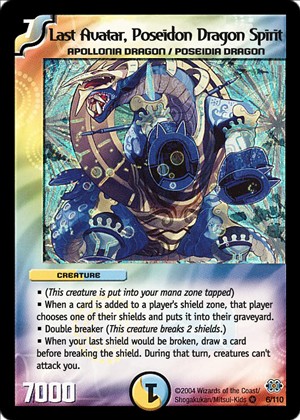 7
Last Avatar, Poseidon Dragon Spirit
APOLLONIA DRAGON / POSEIDIA DRAGON
CREATURE
▪ (This creature is put into your mana zone tapped)
▪ When a card is added to a player's shield zone, that player
chooses one of their shields and puts it into their graveyard.
▪ Double breaker (This creature breaks 2 shields.)
▪ When your last shield would be broken, draw a card
before breaking the shield. During that turn, creatures can't
attack you.
7000
1
©2004 Wizards of the Coast/
Shogakukan/Mitsui-Kids
6/110